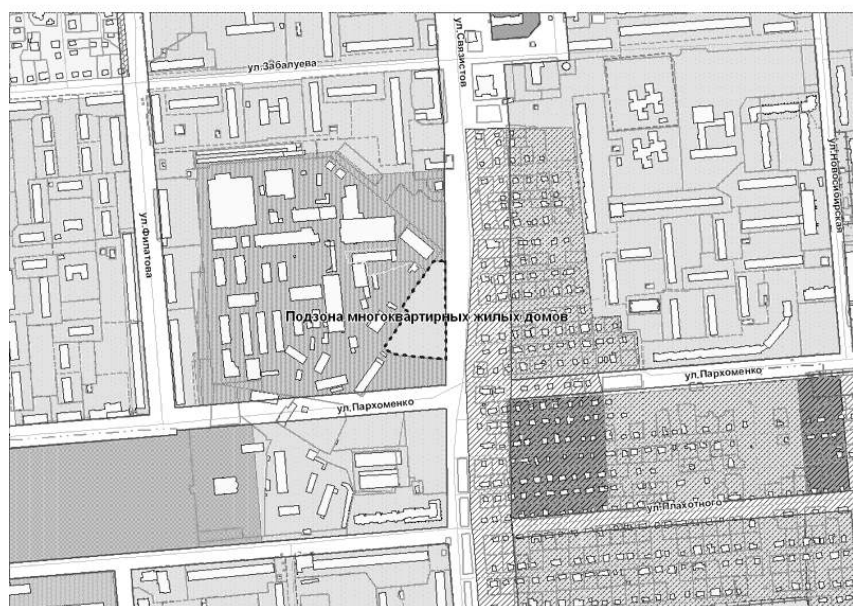 ул.Связистов
ул.Забалуева
ул.Новосибирская
ул.Филатова
Подзона многоквартирных жилых домов
ул.Пархоменко
ул.Пархоменко
ул.Плахотного